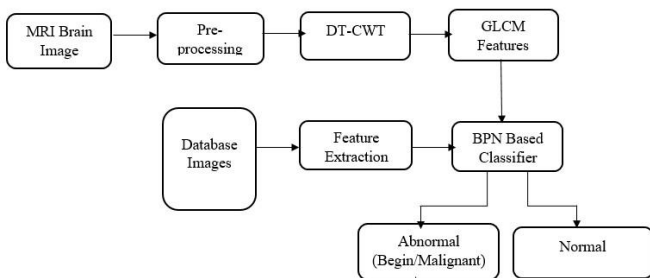 MRI Brain
Image
Pre-
processing
DT-CWT
GLCM
Features
Database
Images
Feature
Extraction
BPN Based
Classifier
Abnormal
(Begin/Malignant)
Normal